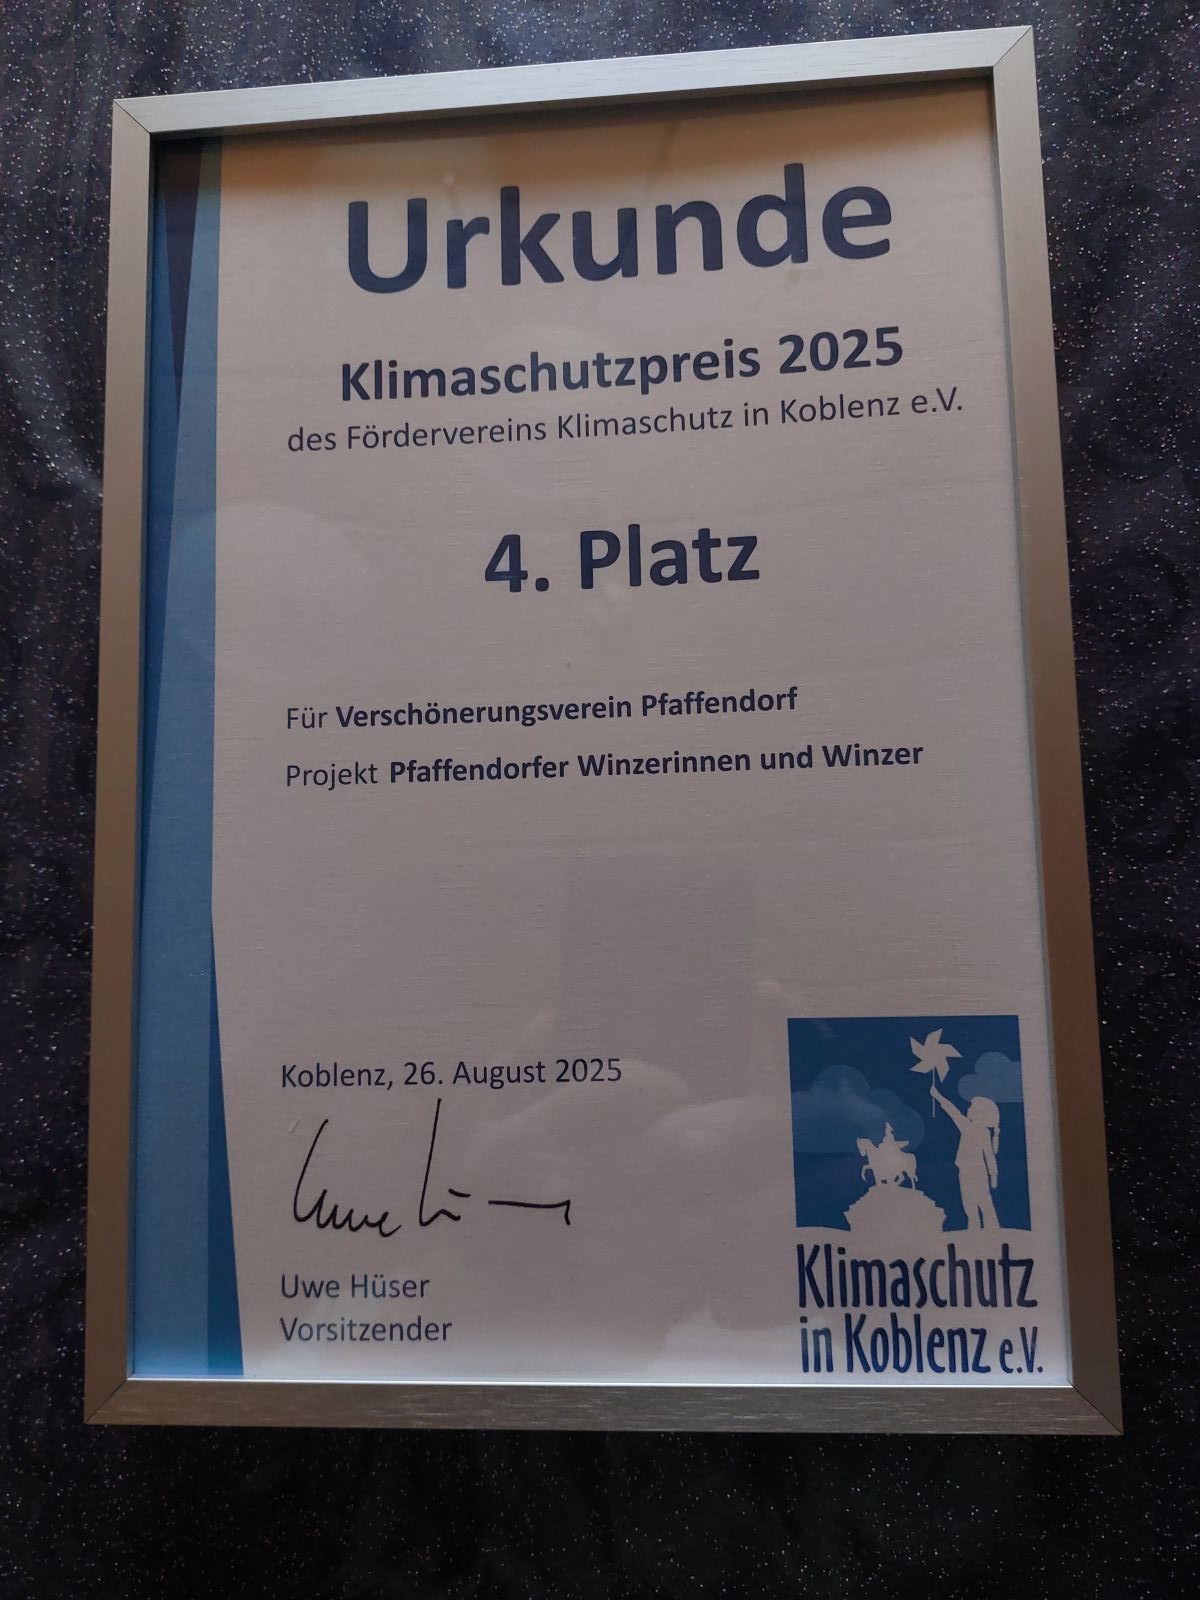 Urkunde
Klimaschutzpreis 2025
des Fördervereins Klimaschutz in Koblenz e.V.
4. Platz
Für Verschönerungsverein Pfaffendorf
Projekt Pfaffendorfer Winzerinnen und Winzer
Koblenz, 26. August 2025
Uwe Hüser
Vorsitzender
Klimaschutz
in Koblenz e.V.